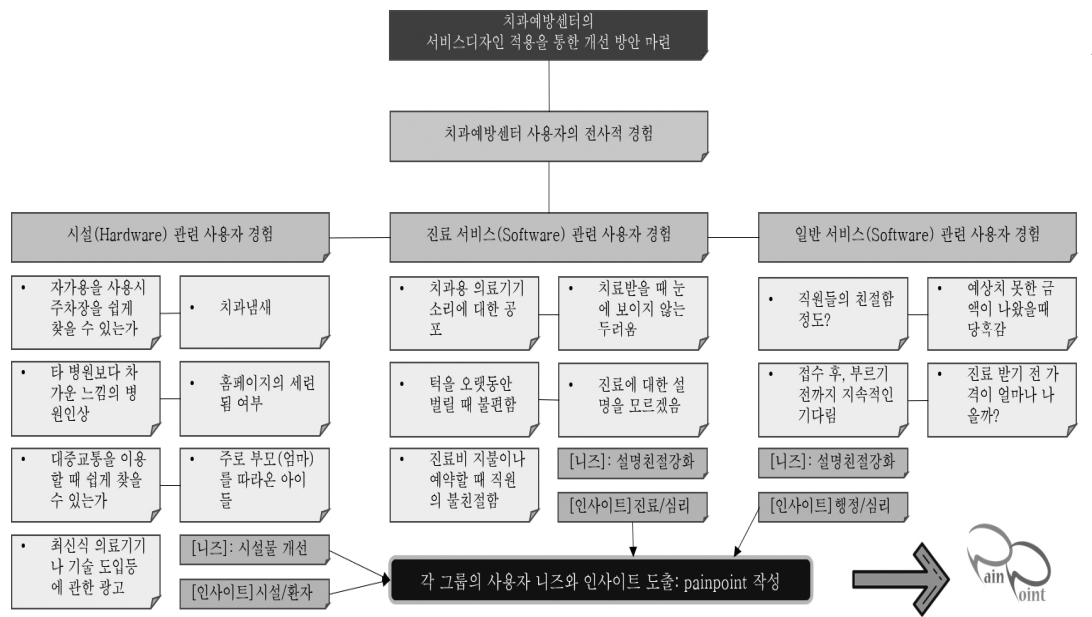 치과예방센터의
서비스디자인 적용을 통한 개선 방안 마련
치과예방센터 사용자의 전사적 경험
시설(Hardware) 관련 사용자 경험
• 자가용을 사용시
주차장을 쉽게
찾을 수 있는가
• 치과냄새
• 타 병원보다 차
가운 느낌의 병
원인상
• 홈페이지의 세련
됨 여부
• 대중교통을 이용
할 때 쉽게 찾을
수 있는가
• 주로 부모(엄마)
를 따라온 아이
들
• 최신식 의료기기
나 기술 도입등
에 관한 광고
[니즈]: 시설물 개선
[인사이트]시설/환자
진료 서비스(Software) 관련 사용자 경험
• 치과용 의료기기
소리에 대한 공
포
• 치료받을 때 눈
에 보이지 않는
두려움
• 턱을 오랫동안
벌릴 때 불편함
• 진료에 대한 설
명을 모르겠음
• 진료비 지불이나
예약할 때 직원
의 불친절함
[니즈]: 설명친절강화
[인사이트]진료/심리
일반 서비스(Software) 관련 사용자 경험
• 직원들의 친절함
정도?
• 예상치 못한 금
액이 나왔을때
당혹감
• 접수 후, 부르기
전까지 지속적인
기다림
• 진료 받기 전 가
격이 얼마나 나
올까?
[니즈]: 설명친절강화
[인사이트]행정/심리
각 그룹의 사용자 니즈와 인사이트 도출: painpoint 작성
Pain
Point